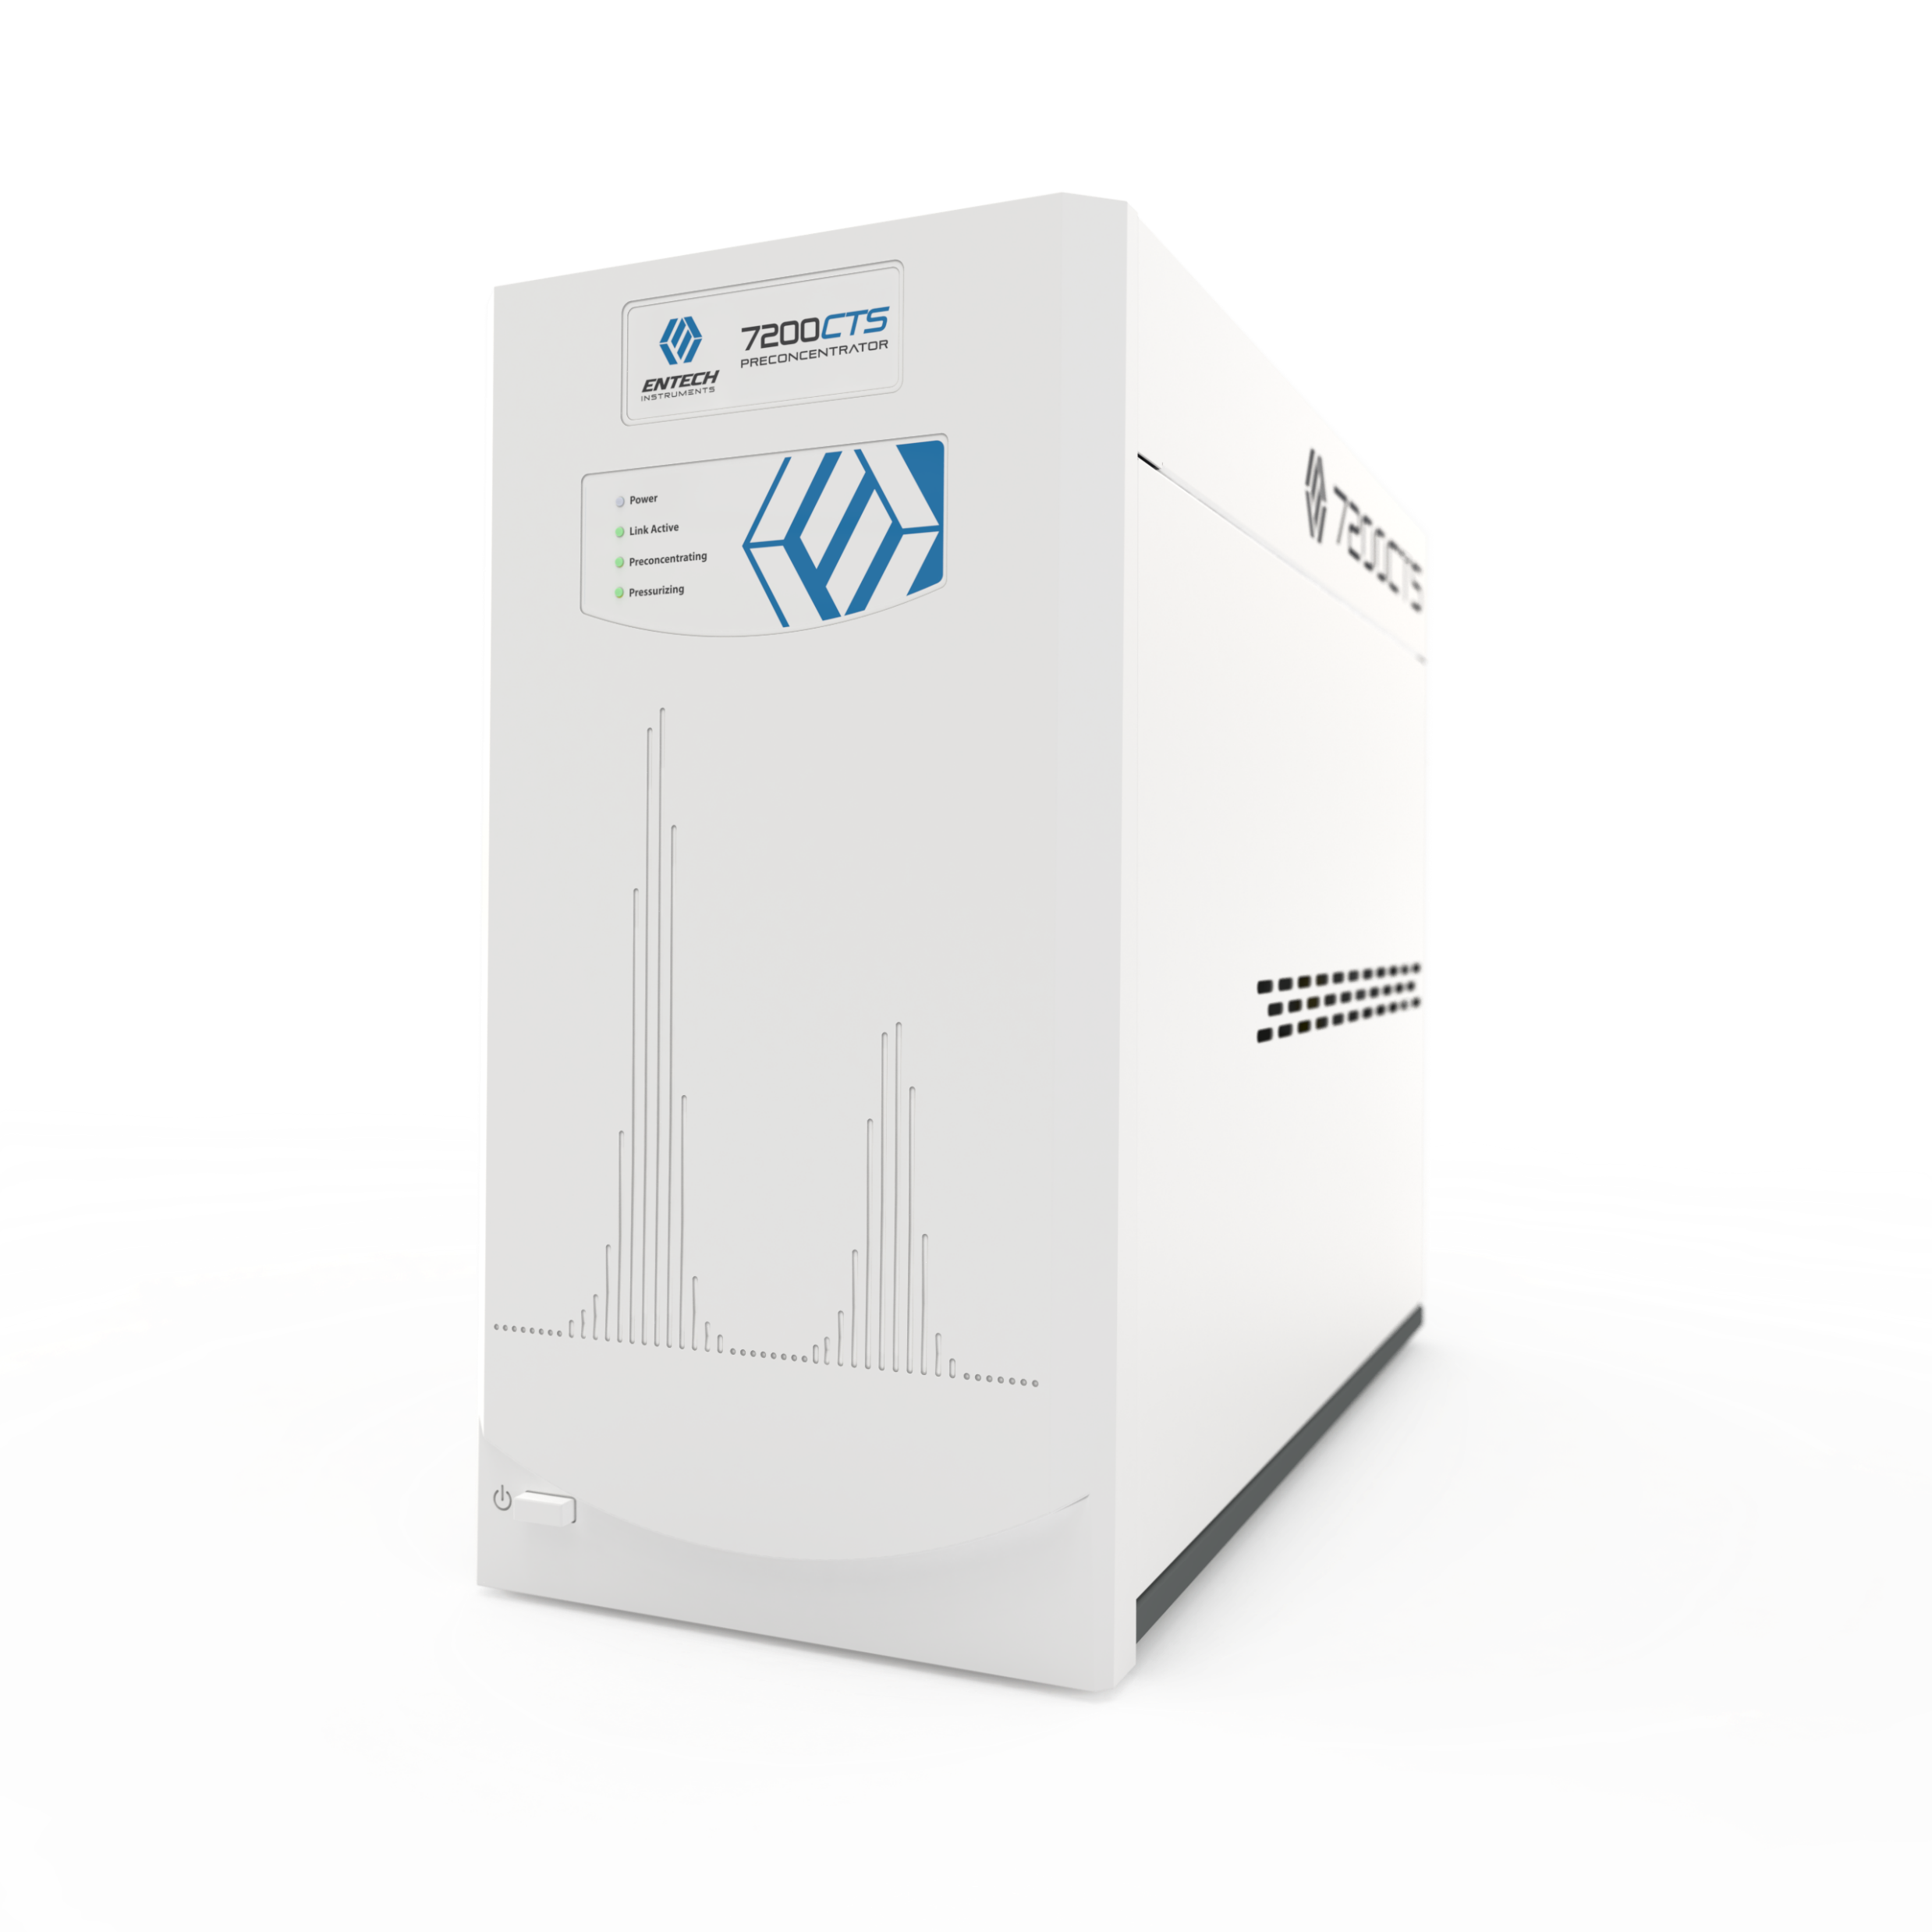 7200CTS
PRECONCENTRATOR
ENTECH
INSTRUMENTS
Power
Link Active
Preconcentrating
Pressurizing
7200CTS